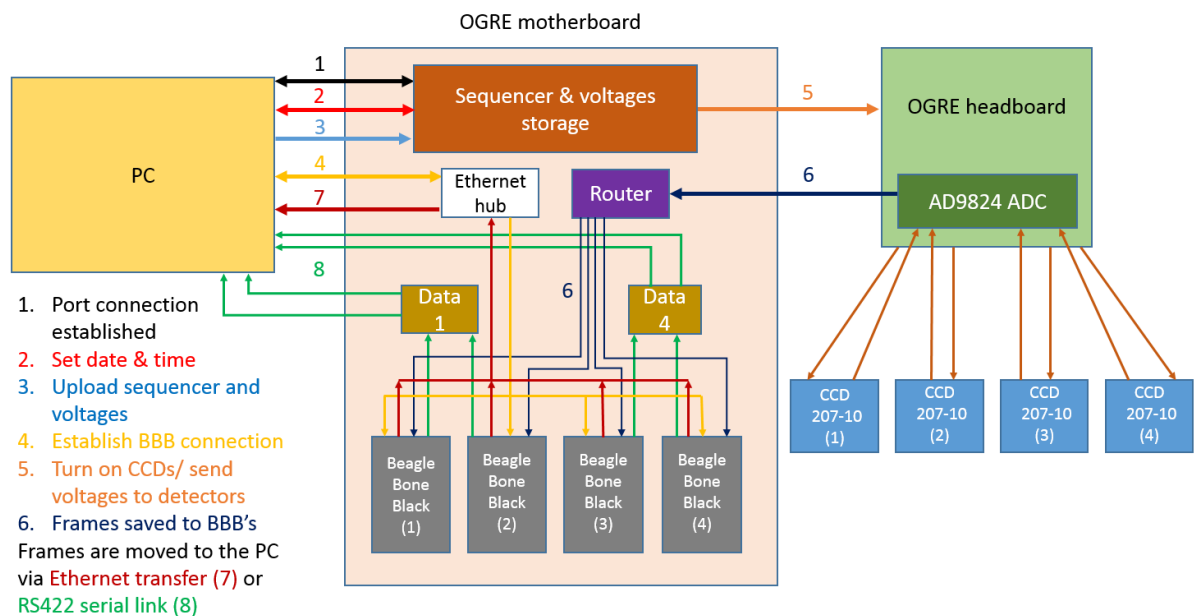 OGRE motherboard
1
2
3
4
7
8
5
6
6
PC
Sequencer & voltages
storage
Ethernet
hub
Router
OGRE headboard
AD9824 ADC
Data
1
Data
4
Beagle
Bone
Black
(1)
Beagle
Bone
Black
(2)
Beagle
Bone
Black
(3)
Beagle
Bone
Black
(4)
CCD
207-10
(1)
CCD
207-10
(2)
CCD
207-10
(3)
CCD
207-10
(4)
1. Port connection
established
2. Set date & time
3. Upload sequencer and
voltages
4. Establish BBB connection
5. Turn on CCDs/ send
voltages to detectors
6. Frames saved to BBB’s
Frames are moved to the PC
via Ethernet transfer (7) or
RS422 serial link (8)